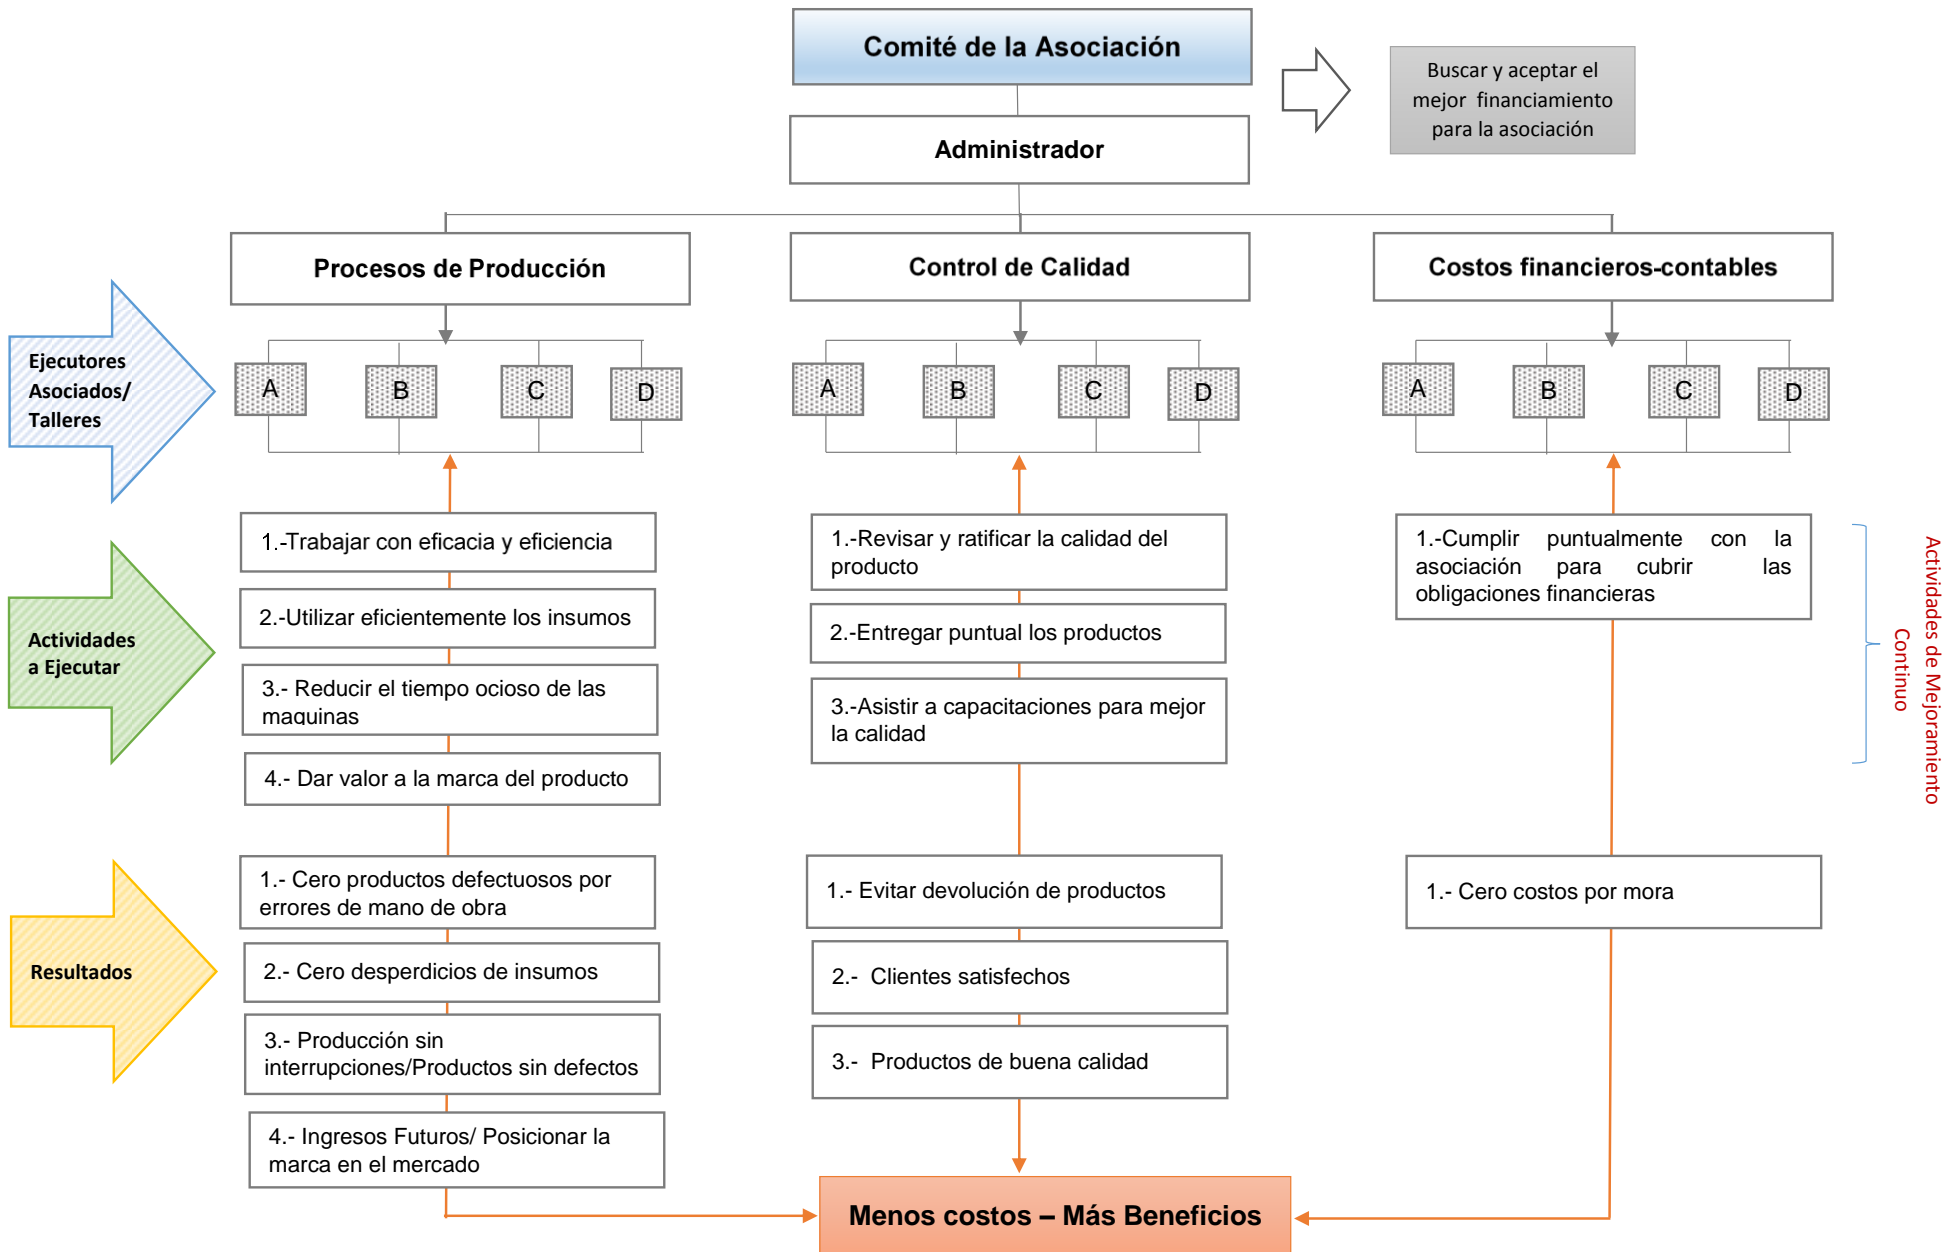 Comité de la Asociación
Buscar y aceptar el
mejor financiamiento
para la asociación
Administrador
Procesos de Producción
Control de Calidad
Costos financieros-contables
Ejecutores
Asociados/
Talleres
A
B
C
D
A
B
C
D
A
B
C
D
Actividades
a Ejecutar
1.-Trabajar con eficacia y eficiencia
2.-Utilizar eficientemente los insumos
3.- Reducir el tiempo ocioso de las
maquinas
4.- Dar valor a la marca del producto
1.-Revisar y ratificar la calidad del
producto
2.-Entregar puntual los productos
3.-Asistir a capacitaciones para mejor
la calidad
1.-Cumplir puntualmente con la
asociación para cubrir las
obligaciones financieras
Actividades de Mejoramiento
Continuo
Resultados
1.- Cero productos defectuosos por
errores de mano de obra
2.- Cero desperdicios de insumos
3.- Producción sin
interrupciones/Productos sin defectos
4.- Ingresos Futuros/ Posicionar la
marca en el mercado
1.- Evitar devolución de productos
2.- Clientes satisfechos
3.- Productos de buena calidad
1.- Cero costos por mora
Menos costos – Más Beneficios